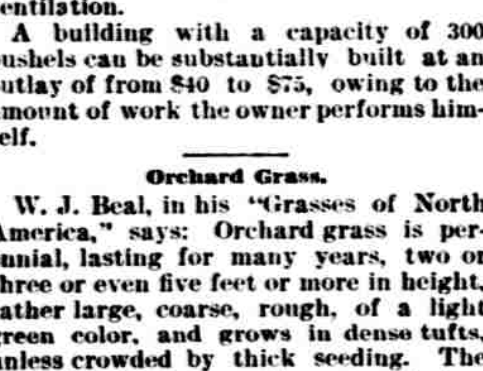 entilation.
A building with a capacity of 300
ushels can be substantially built at an
utlay of from $40 to $75, owing to the
mount of work the owner performs him-
elf.
Orchard Grass.
W. J. Beal, in his "Grasses of North
America," says: Orchard grass is per-
nnial, lasting for many years, two or
hree or even five feet or more in height,
ather large, coarse, rough, of a light
green color, and grows in dense tufts,
unless crowded by thick seeding. The